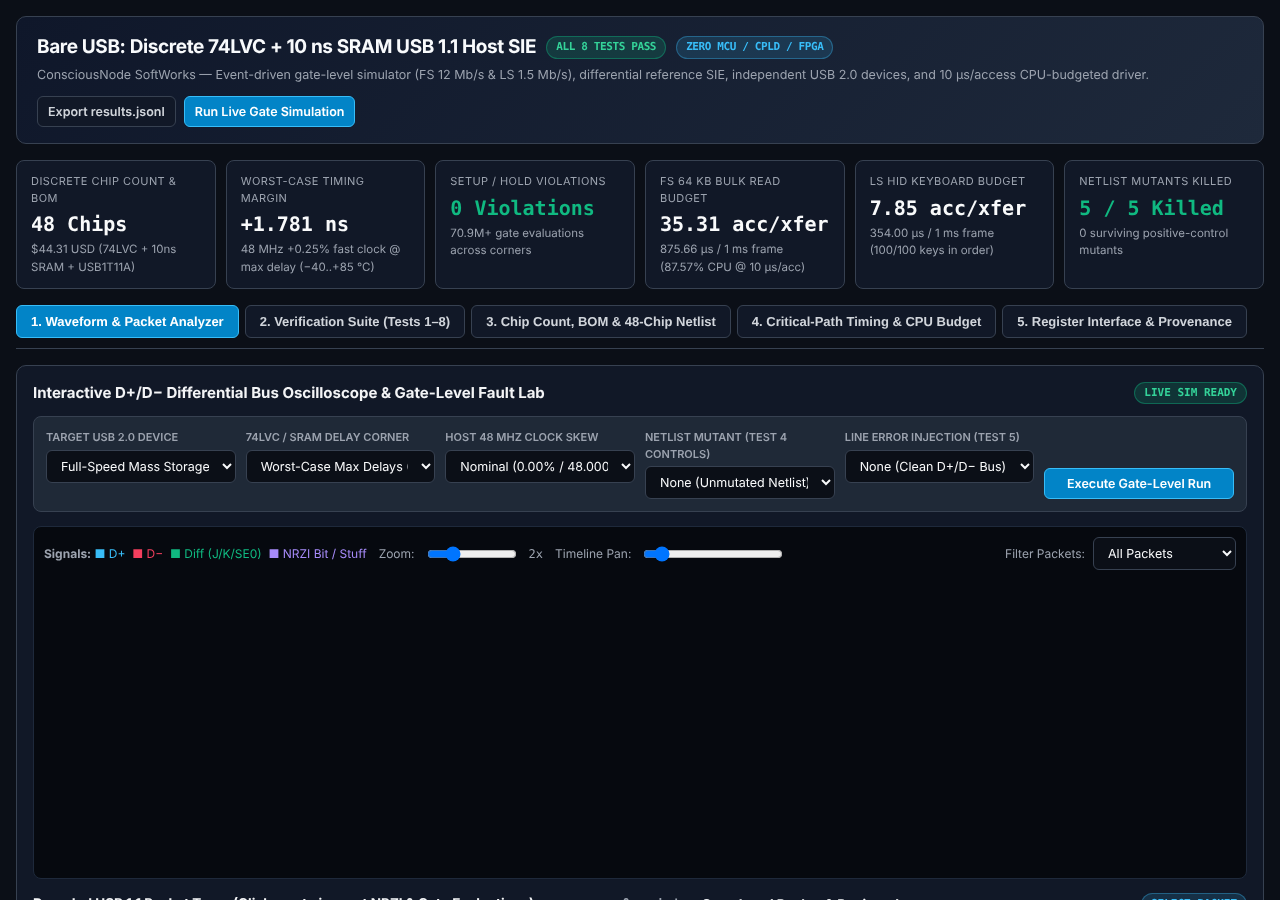 Bare USB: Discrete 74LVC + 10 ns SRAM USB 1.1 Host SIE ALL 8 TESTS PASS ZERO MCU / CPLD / FPGA
ConsciousNode SoftWorks — Event-driven gate-level simulator (FS 12 Mb/s & LS 1.5 Mb/s), differential reference SIE, independent USB 2.0 devices, and 10 µs/access CPU-budgeted driver.
Export results.jsonl Run Live Gate Simulation
DISCRETE CHIP COUNT &
BOM
48 Chips
$44.31 USD (74LVC + 10ns
SRAM + USB1T11A)
WORST-CASE TIMING
MARGIN
+1.781 ns
48 MHz +0.25% fast clock @
max delay (−40..+85 °C)
SETUP / HOLD VIOLATIONS
0 Violations
70.9M+ gate evaluations
across corners
FS 64 KB BULK READ
BUDGET
35.31 acc/xfer
875.66 µs / 1 ms frame
(87.57% CPU @ 10 µs/acc)
LS HID KEYBOARD BUDGET
7.85 acc/xfer
354.00 µs / 1 ms frame
(100/100 keys in order)
NETLIST MUTANTS KILLED
5 / 5 Killed
0 surviving positive-control
mutants
1. Waveform & Packet Analyzer 2. Verification Suite (Tests 1–8) 3. Chip Count, BOM & 48-Chip Netlist 4. Critical-Path Timing & CPU Budget 5. Register Interface & Provenance
Interactive D+/D− Differential Bus Oscilloscope & Gate-Level Fault Lab LIVE SIM READY
TARGET USB 2.0 DEVICE
Full-Speed Mass Storage
74LVC / SRAM DELAY CORNER
Worst-Case Max Delays
HOST 48 MHZ CLOCK SKEW
Nominal (0.00% / 48.000
NETLIST MUTANT (TEST 4
CONTROLS)
None (Unmutated Netlist)
LINE ERROR INJECTION (TEST 5)
None (Clean D+/D− Bus)
Execute Gate-Level Run
Signals: D+ D− Diff (J/K/SE0) NRZI Bit / Stuff Zoom: 2x Timeline Pan: Filter Packets: All Packets